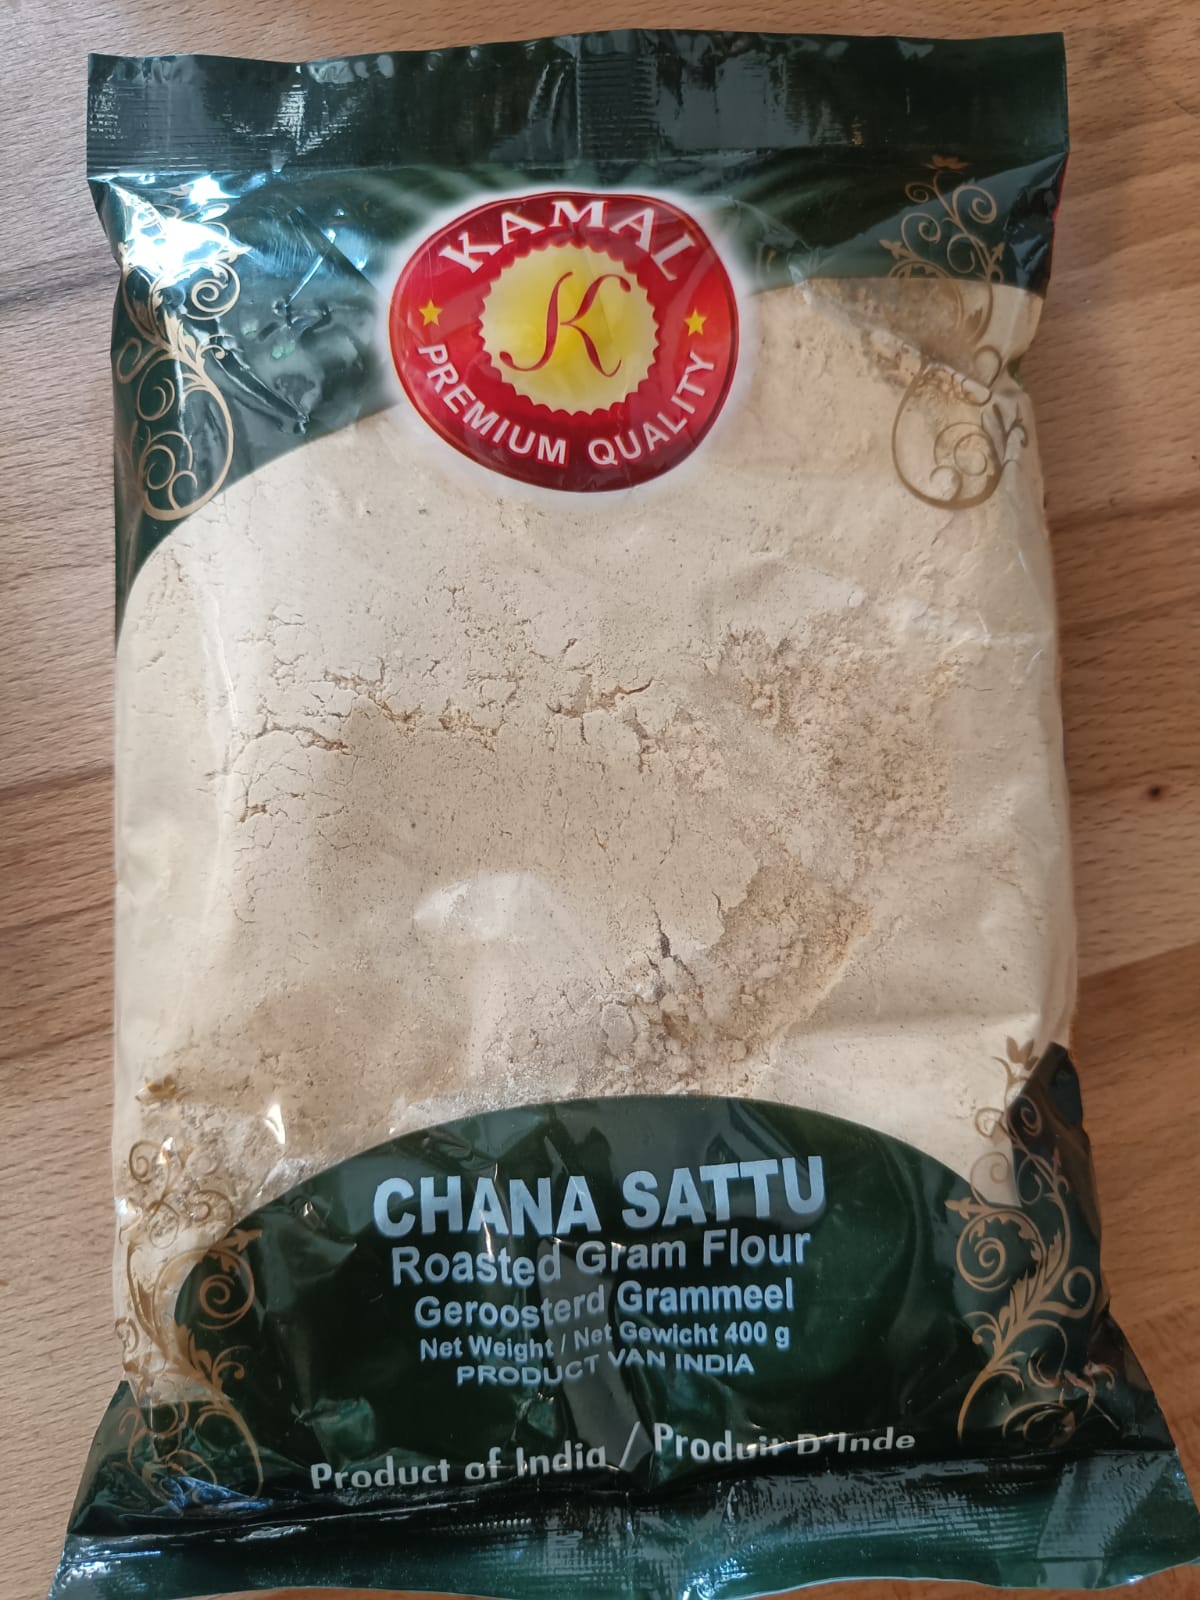 KAMAL
K
PREMIUM QUALITY
CHANA SATTU
Roasted Gram Flour
Geroosterd Grammeel
Net Weight / Net Gewicht 400 g
PRODUCT VAN INDIA
Product of India / Produit D'Inde